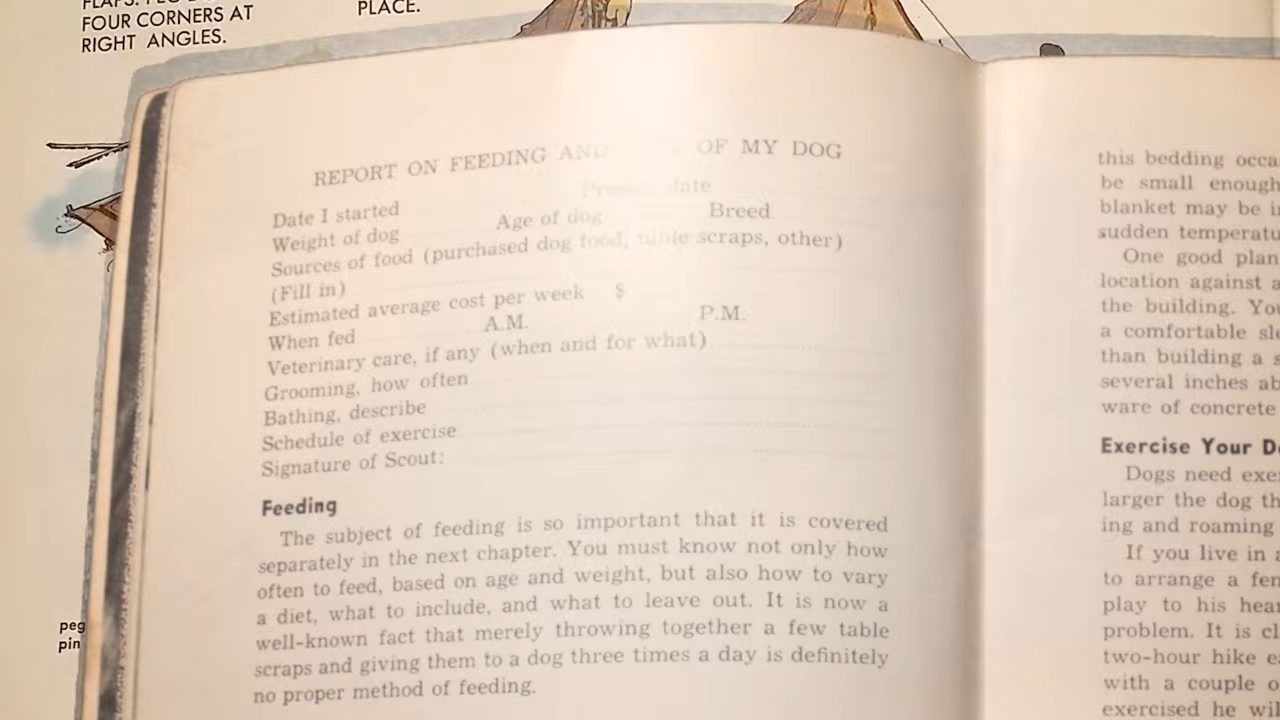 FOUR CORNERS AT
RIGHT ANGLES.
PLACE.
REPORT ON FEEDING AND OF MY DOG
Date I started Present date
Weight of dog Age of dog Breed
Sources of food (purchased dog food, table scraps, other)
(Fill in)
Estimated average cost per week $
When fed A.M. P.M.
Veterinary care, if any (when and for what)
Grooming, how often
Bathing, describe
Schedule of exercise
Signature of Scout:
Feeding
The subject of feeding is so important that it is covered
separately in the next chapter. You must know not only how
often to feed, based on age and weight, but also how to vary
a diet, what to include, and what to leave out. It is now a
well-known fact that merely throwing together a few table
scraps and giving them to a dog three times a day is definitely
no proper method of feeding.
peg
pin
this bedding
be small enough
blanket may be
sudden
One good plan
location against
the building.
a comfortable
than building a
several inches
ware of concrete
Exercise Your
Dogs need
larger the dog
ing and roaming
If you live in
to arrange a
play to his
problem. It is
two-hour hike
with a couple
exercised he